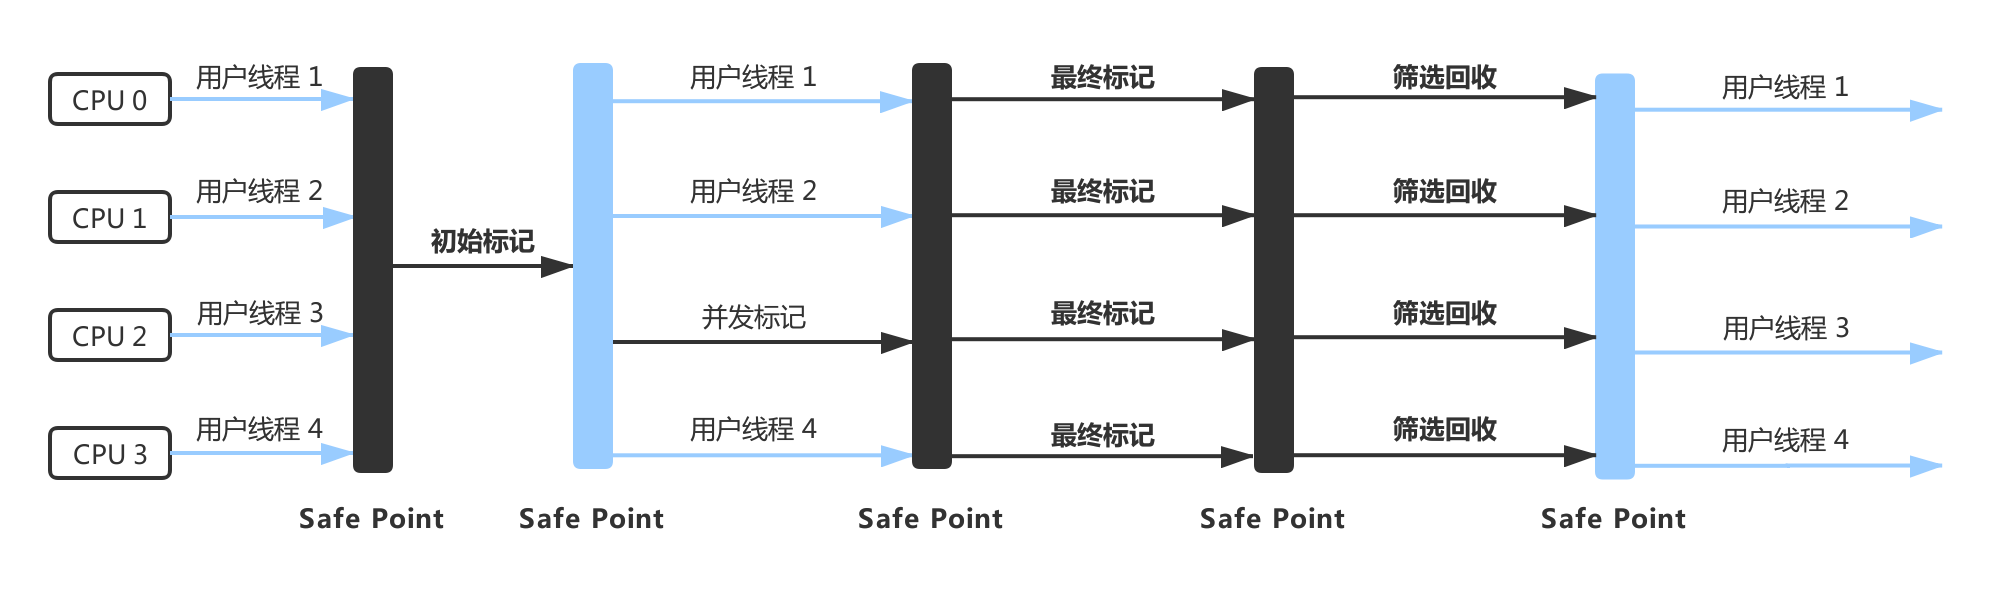 用户线程 1
用户线程 1
最终标记
筛选回收
用户线程 1
CPU 0
用户线程 2
用户线程 2
最终标记
筛选回收
用户线程 2
CPU 1
初始标记
用户线程 3
并发标记
最终标记
筛选回收
用户线程 3
CPU 2
用户线程 4
用户线程 4
最终标记
筛选回收
用户线程 4
CPU 3
Safe Point
Safe Point
Safe Point
Safe Point
Safe Point